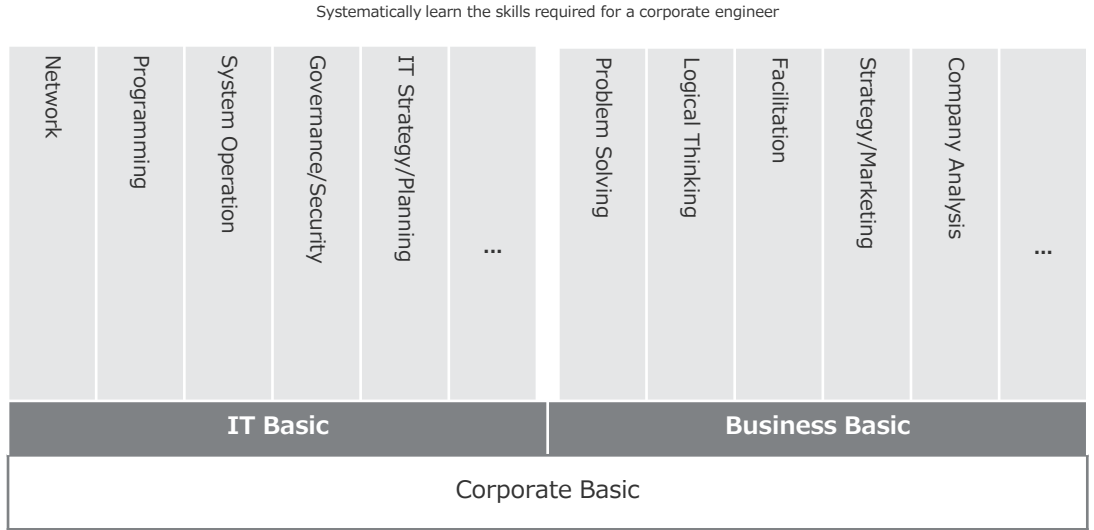 Systematically learn the skills required for a corporate engineer
Network
Programming
System Operation
Governance/Security
IT Strategy/Planning
...
Problem Solving
Logical Thinking
Facilitation
Strategy/Marketing
Company Analysis
...
IT Basic
Business Basic
Corporate Basic